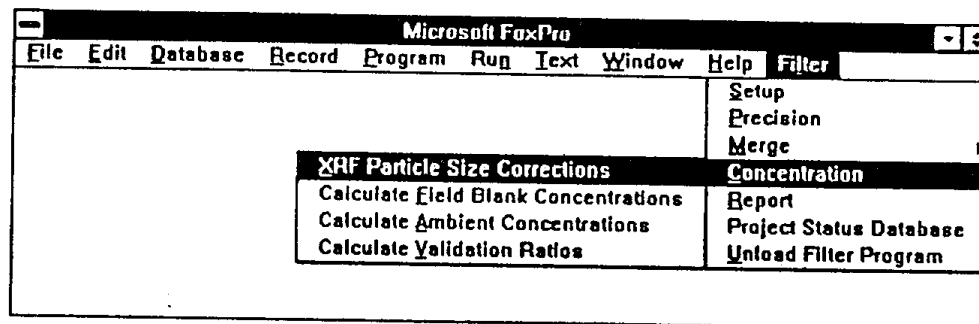 Microsoft FoxPro
File Edit Database Record Program Run Text Window Help Filter
Setup
Precision
Merge
XRF Particle Size Corrections
Concentration
Calculate Field Blank Concentrations
Report
Calculate Ambient Concentrations
Project Status Database
Calculate Validation Ratios
Unload Filter Program